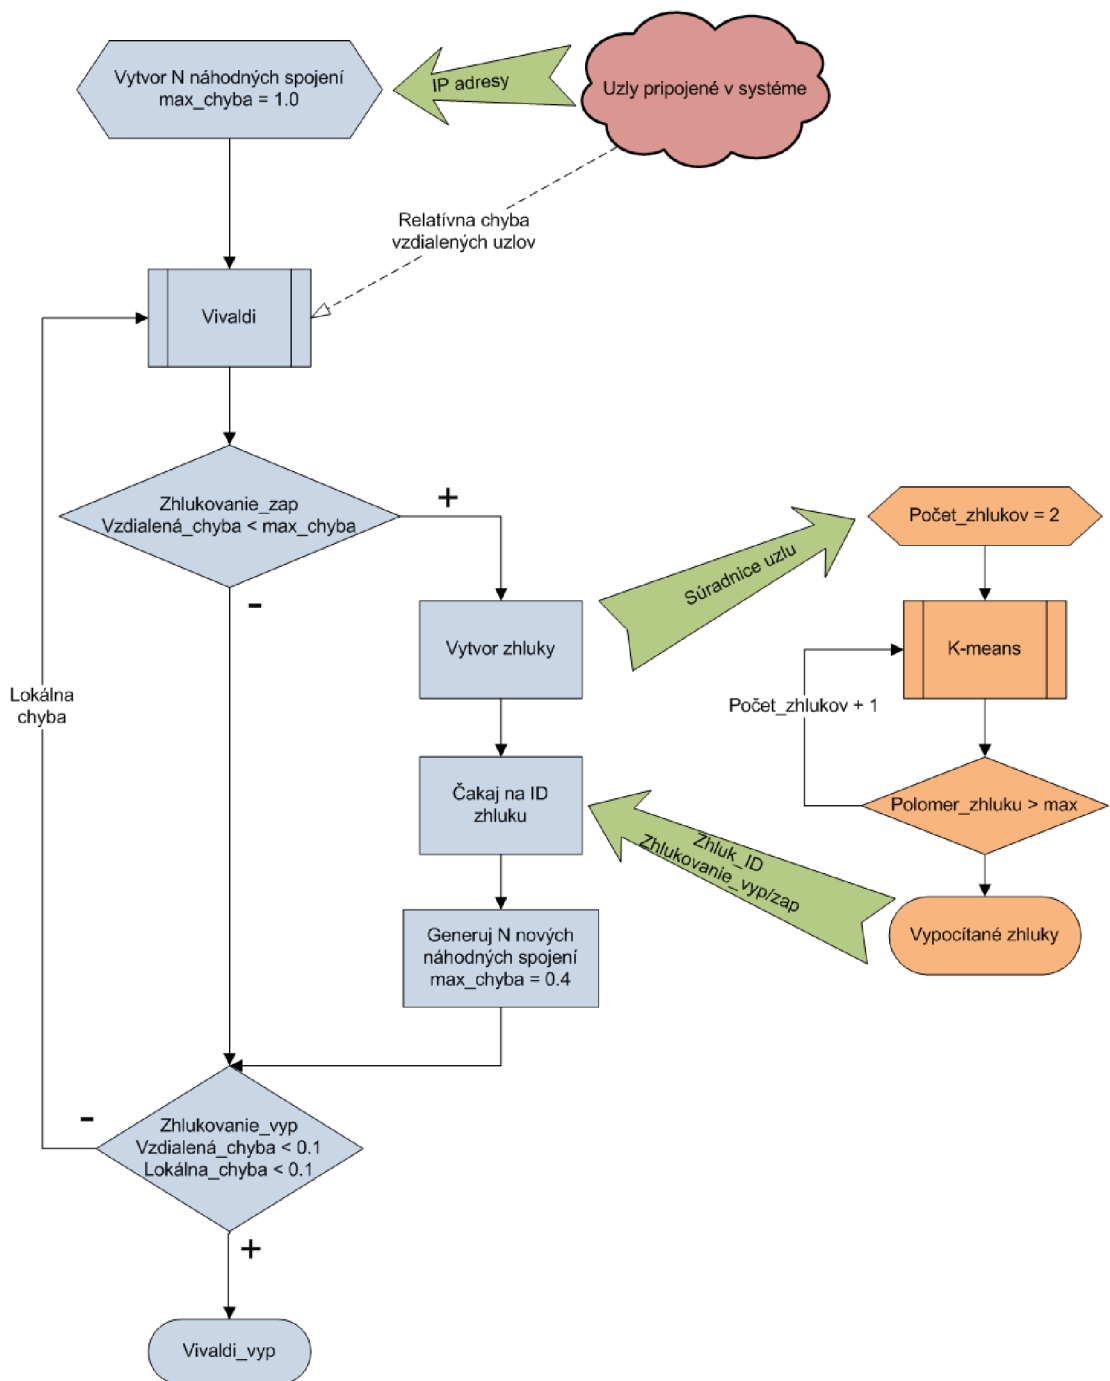 Vytvor N náhodných spojení
max_chyba = 1.0
IP adresy
Uzly pripojené v systéme
Relatívna chyba
vzdialených uzlov
Vivaldi
Zhlukovanie_zap
Vzdialená_chyba < max_chyba
+
-
Súradnice uzlu
Počet_zhlukov = 2
Vytvor zhluky
K-means
Lokálna
chyba
Počet_zhlukov + 1
Čakaj na ID
zhluku
Polomer_zhluku > max
Zhluk_ID
Zhlukovanie_vyp/zap
Generuj N nových
náhodných spojení
max_chyba = 0.4
Vypocítané zhluky
-
Zhlukovanie_vyp
Vzdialená_chyba < 0.1
Lokálna_chyba < 0.1
+
Vivaldi_vyp